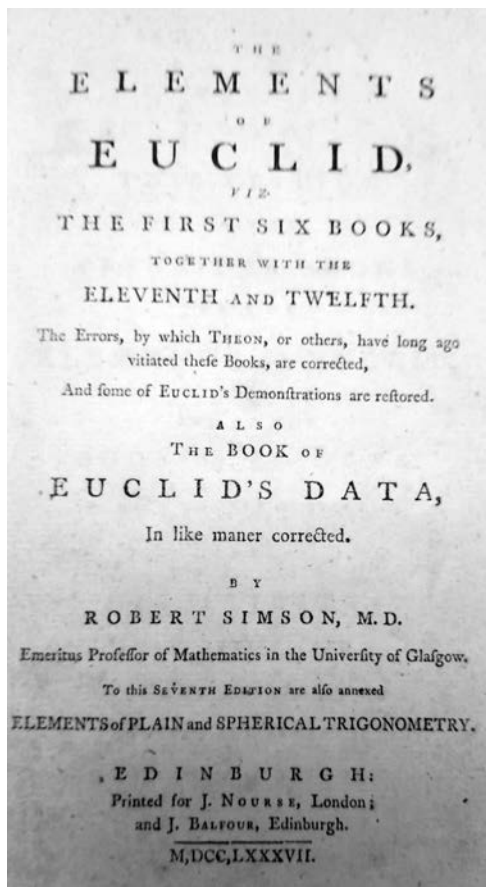 THE
ELEMENTS
OF
EUCLID,
VIZ.
THE FIRST SIX BOOKS,
TOGETHER WITH THE
ELEVENTH AND TWELFTH.
The Errors, by which THEON, or others, have long ago
vitiated theſe Books, are corrected,
And ſome of EUCLID's Demonſtrations are reſtored.
ALSO
THE BOOK OF
EUCLID'S DATA,
In like maner corrected.
BY
ROBERT SIMSON, M.D.
Emeritus Profeſſor of Mathematics in the Univerſity of Glaſgow.
To this SEVENTH EDITION are alſo annexed
ELEMENTS of PLAIN and SPHERICAL TRIGONOMETRY.
EDINBURGH:
Printed for J. NOURSE, London;
and J. BALFOUR, Edinburgh.
M,DCC,LXXXVII.